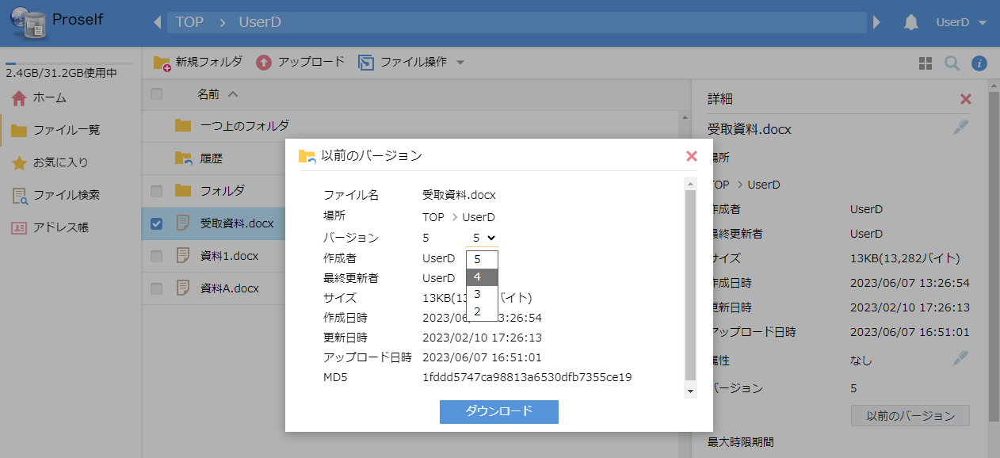 Proself
TOP > UserD
UserD
2.4GB/31.2GB使用中
ホーム
ファイル一覧
お気に入り
ファイル検索
アドレス帳
新規フォルダ アップロード ファイル操作
名前
一つ上のフォルダ
履歴
フォルダ
受取資料.docx
資料1.docx
資料A.docx
以前のバージョン
ファイル名 受取資料.docx
場所 TOP > UserD
バージョン 5 5
5
4
3
2
作成者 UserD
最終更新者 UserD
サイズ 13KB(13 バイト)
作成日時 2023/06/ 3:26:54
更新日時 2023/02/10 17:26:13
アップロード日時 2023/06/07 16:51:01
MD5 1fddd5747ca98813a6530dfb7355ce19
ダウンロード
詳細
受取資料.docx
場所
TOP > UserD
作成者 UserD
最終更新者 UserD
サイズ 13KB(13,282バイト)
作成日時 2023/06/07 13:26:54
更新日時 2023/02/10 17:26:13
アップロード日時 2023/06/07 16:51:01
属性 なし
バージョン 5
以前のバージョン
最大時限期間